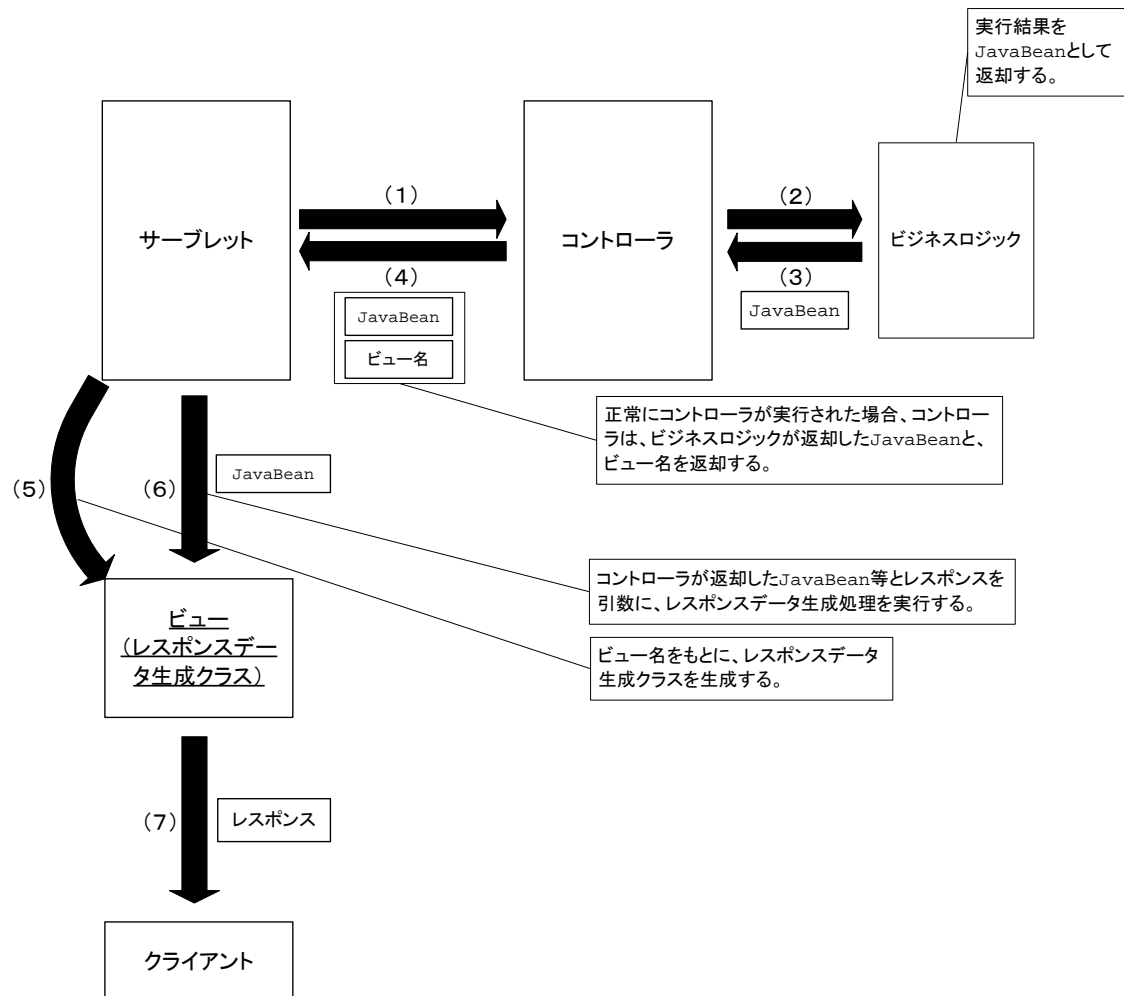 実行結果を
JavaBeanとして
返却する。
(1)
(2)
サーブレット
コントローラ
ビジネスロジック
(4)
(3)
JavaBean
JavaBean
ビュー名
正常にコントローラが実行された場合、コントロー
ラは、ビジネスロジックが返却したJavaBeanと、
ビュー名を返却する。
JavaBean
(5)
(6)
コントローラが返却したJavaBean等とレスポンスを
引数に、レスポンスデータ生成処理を実行する。
ビュー
(レスポンスデー
タ生成クラス)
ビュー名をもとに、レスポンスデータ
生成クラスを生成する。
(7)
レスポンス
クライアント